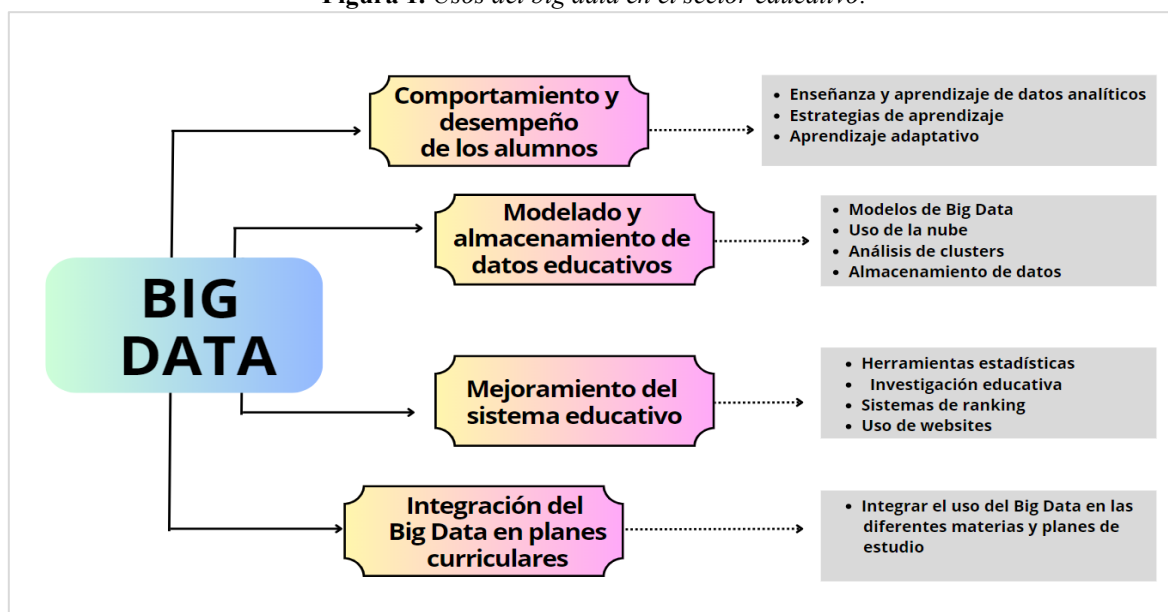 Figura 1. Usos del big data en el sector educativo.
BIG
DATA
Comportamiento y
desempeño
de los alumnos
• Enseñanza y aprendizaje de datos analíticos
• Estrategias de aprendizaje
• Aprendizaje adaptativo
Modelado y
almacenamiento de
datos educativos
• Modelos de Big Data
• Uso de la nube
• Análisis de clusters
• Almacenamiento de datos
Mejoramiento del
sistema educativo
• Herramientas estadísticas
• Investigación educativa
• Sistemas de ranking
• Uso de websites
Integración del
Big Data en planes
curriculares
• Integrar el uso del Big Data en las
diferentes materias y planes de
estudio